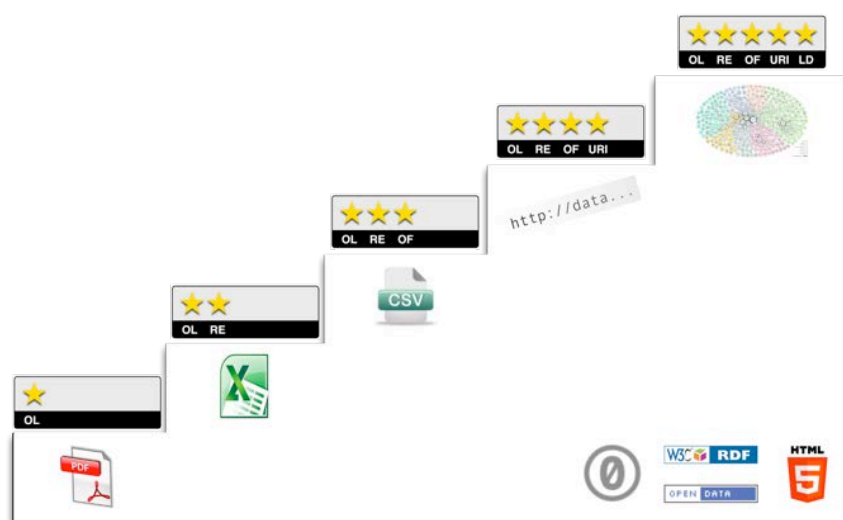 OL RE OF URI LD
OL RE OF URI
http://data...
OL RE OF
CSV
OL RE
X
OL
PDF
0
W3C RDF
OPEN DATA
HTML
5